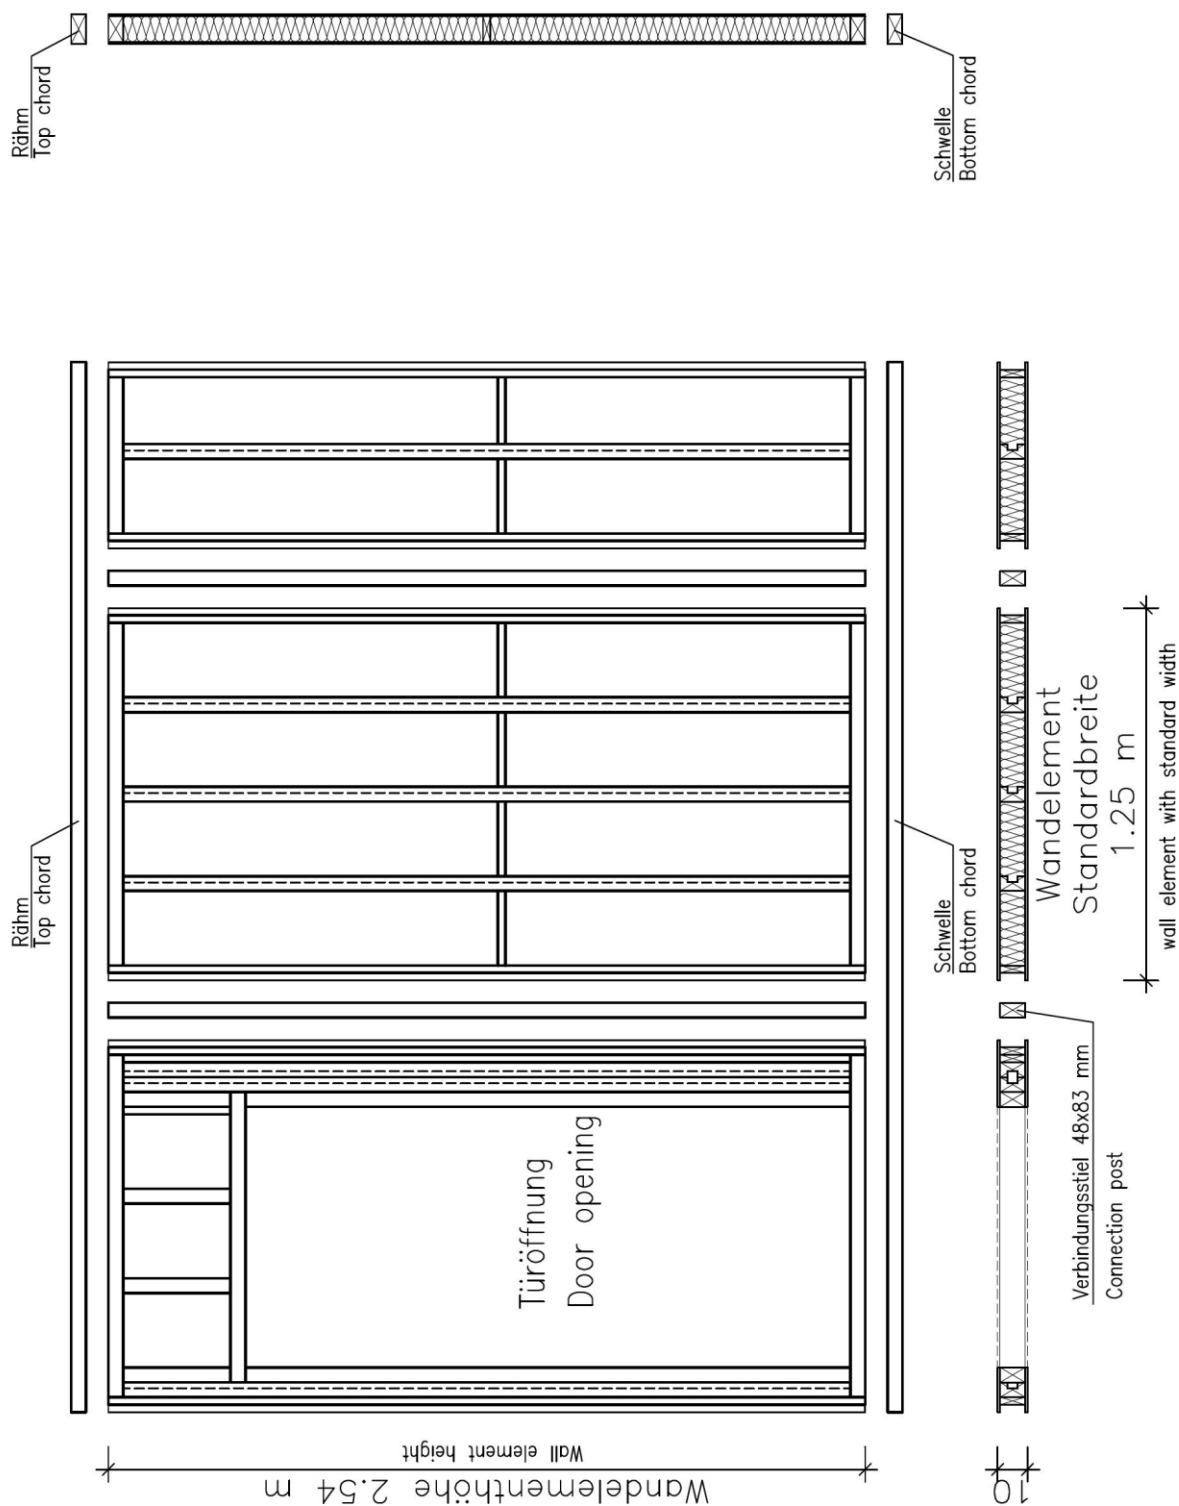 Rähm
Top chord
Schwelle
Bottom chord
Rähm
Top chord
Schwelle
Bottom chord
Türöffnung
Door opening
Wandelement
Standardbreite
1.25 m
wall element with standard width
Verbindungsstiel 48x83 mm
Connection post
Wall element height
Wandelementhöhe 2.54 m
10